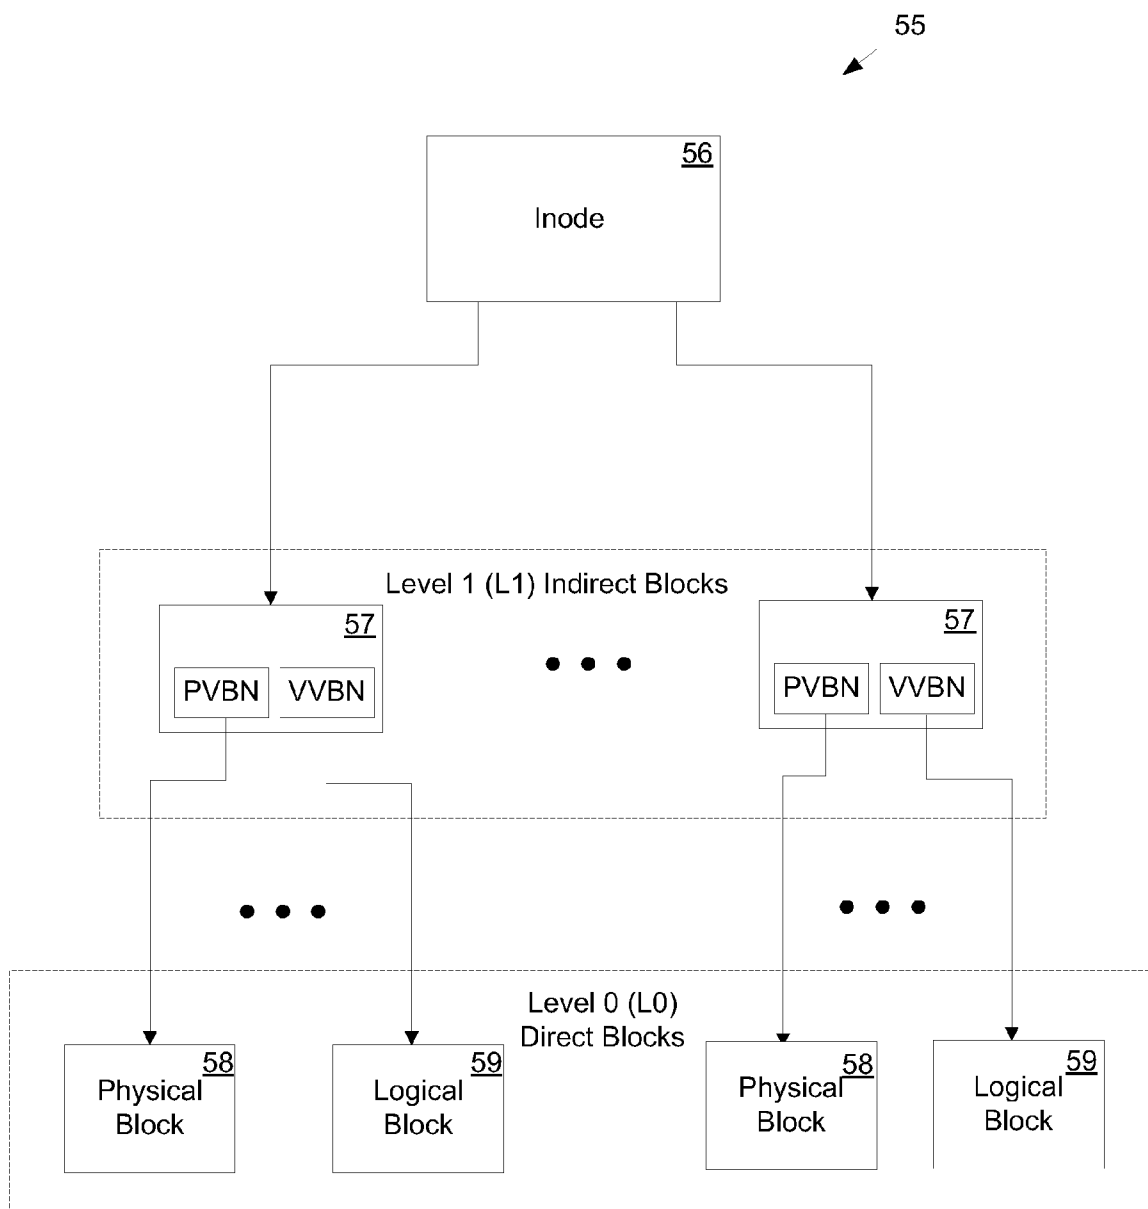 55
56
Inode
Level 1 (L1) Indirect Blocks
57
PVBN VVBN
57
PVBN VVBN
Level 0 (L0)
Direct Blocks
58
Physical
Block
59
Logical
Block
58
Physical
Block
59
Logical
Block